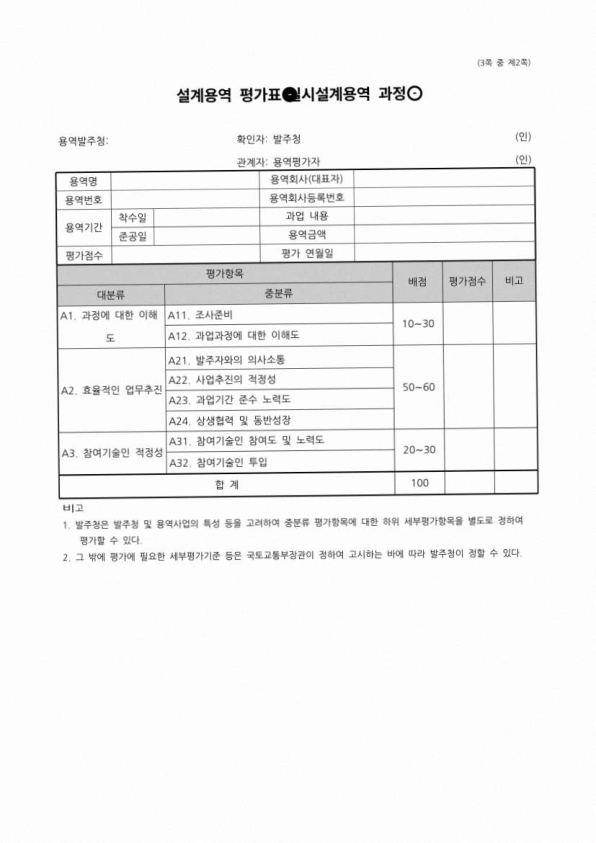 (3쪽 중 제2쪽)
설계용역 평가표 실시설계용역 과정
용역발주청: 확인자: 발주청 (인)
관계자: 용역평가자 (인)
용역명 용역회사(대표자)
용역번호 용역회사등록번호
용역기간 착수일 과업 내용
준공일 용역금액
평가점수 평가 연월일
평가항목 배점 평가점수 비고
대분류 중분류
A1. 과정에 대한 이해도 A11. 조사준비 10~30
A12. 과업과정에 대한 이해도
A2. 효율적인 업무추진 A21. 발주자와의 의사소통 50~60
A22. 사업추진의 적정성
A23. 과업기간 준수 노력도
A24. 상생협력 및 동반성장
A3. 참여기술인 적정성 A31. 참여기술인 참여도 및 노력도 20~30
A32. 참여기술인 투입
합 계 100
비고
1. 발주청은 발주청 및 용역사업의 특성 등을 고려하여 중분류 평가항목에 대한 하위 세부평가항목을 별도로 정하여
평가할 수 있다.
2. 그 밖에 평가에 필요한 세부평가기준 등은 국토교통부장관이 정하여 고시하는 바에 따라 발주청이 정할 수 있다.